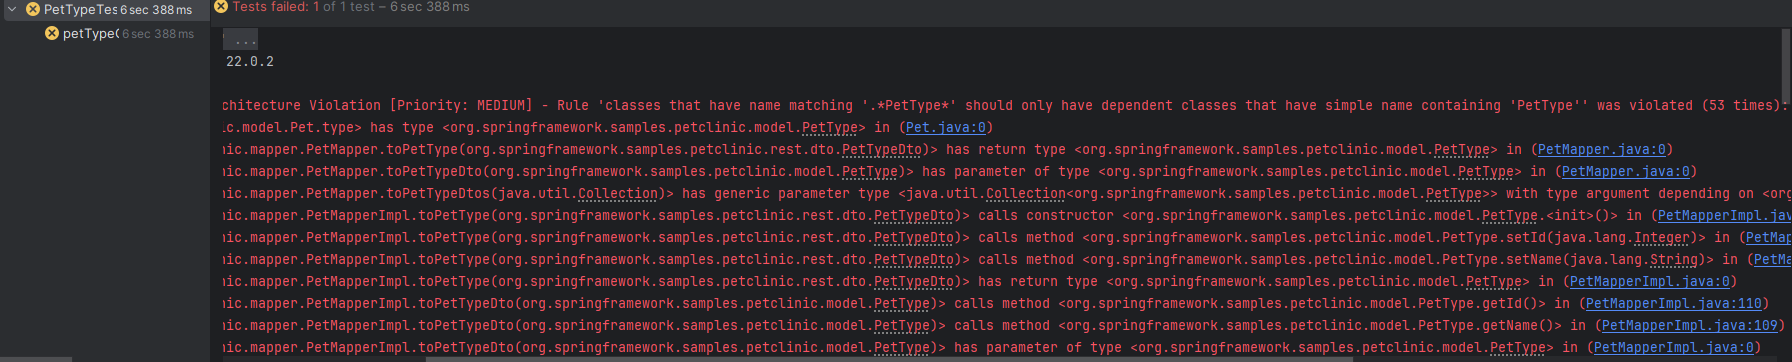 PetTypeTes 6 sec 388 ms
petType( 6 sec 388 ms
Tests failed: 1 of 1 test – 6 sec 388 ms
...
22.0.2
chitecture Violation [Priority: MEDIUM] - Rule 'classes that have name matching '.*PetType*' should only have dependent classes that have simple name containing 'PetType'' was violated (53 times):
ic.model.Pet.type> has type <org.springframework.samples.petclinic.model.PetType> in (Pet.java:0)
nic.mapper.PetMapper.toPetType(org.springframework.samples.petclinic.rest.dto.PetTypeDto)> has return type <org.springframework.samples.petclinic.model.PetType> in (PetMapper.java:0)
nic.mapper.PetMapper.toPetTypeDto(org.springframework.samples.petclinic.model.PetType)> has parameter of type <org.springframework.samples.petclinic.model.PetType> in (PetMapper.java:0)
nic.mapper.PetMapper.toPetTypeDtos(java.util.Collection)> has generic parameter type <java.util.Collection<org.springframework.samples.petclinic.model.PetType>> with type argument depending on <org
nic.mapper.PetMapperImpl.toPetType(org.springframework.samples.petclinic.rest.dto.PetTypeDto)> calls constructor <org.springframework.samples.petclinic.model.PetType.<init>()> in (PetMapperImpl.jav
nic.mapper.PetMapperImpl.toPetType(org.springframework.samples.petclinic.rest.dto.PetTypeDto)> calls method <org.springframework.samples.petclinic.model.PetType.setId(java.lang.Integer)> in (PetMap
nic.mapper.PetMapperImpl.toPetType(org.springframework.samples.petclinic.rest.dto.PetTypeDto)> calls method <org.springframework.samples.petclinic.model.PetType.setName(java.lang.String)> in (PetMa
nic.mapper.PetMapperImpl.toPetType(org.springframework.samples.petclinic.rest.dto.PetTypeDto)> has return type <org.springframework.samples.petclinic.model.PetType> in (PetMapperImpl.java:0)
nic.mapper.PetMapperImpl.toPetTypeDto(org.springframework.samples.petclinic.model.PetType)> calls method <org.springframework.samples.petclinic.model.PetType.getId()> in (PetMapperImpl.java:110)
nic.mapper.PetMapperImpl.toPetTypeDto(org.springframework.samples.petclinic.model.PetType)> calls method <org.springframework.samples.petclinic.model.PetType.getName()> in (PetMapperImpl.java:109)
nic.mapper.PetMapperImpl.toPetTypeDto(org.springframework.samples.petclinic.model.PetType)> has parameter of type <org.springframework.samples.petclinic.model.PetType> in (PetMapperImpl.java:0)